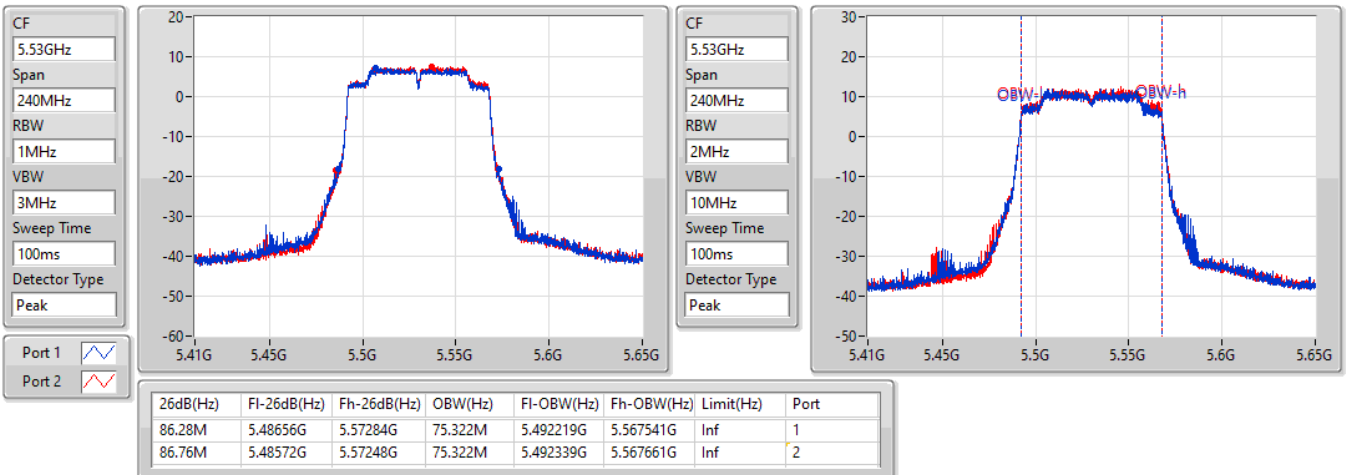 CF
5.53GHz
Span
240MHz
RBW
1MHz
VBW
3MHz
Sweep Time
100ms
Detector Type
Peak
Port 1
Port 2
20
10
0
-10
-20
-30
-40
-50
-60
5.41G 5.45G 5.5G 5.55G 5.6G 5.65G
CF
5.53GHz
Span
240MHz
RBW
2MHz
VBW
10MHz
Sweep Time
100ms
Detector Type
Peak
30
20
10
0
-10
-20
-30
-40
-50
OBW-l OBW-h
5.41G 5.45G 5.5G 5.55G 5.6G 5.65G
26dB(Hz) Fl-26dB(Hz) Fh-26dB(Hz) OBW(Hz) Fl-OBW(Hz) Fh-OBW(Hz) Limit(Hz) Port
86.28M 5.48656G 5.57284G 75.322M 5.492219G 5.567541G Inf 1
86.76M 5.48572G 5.57248G 75.322M 5.492339G 5.567661G Inf 2